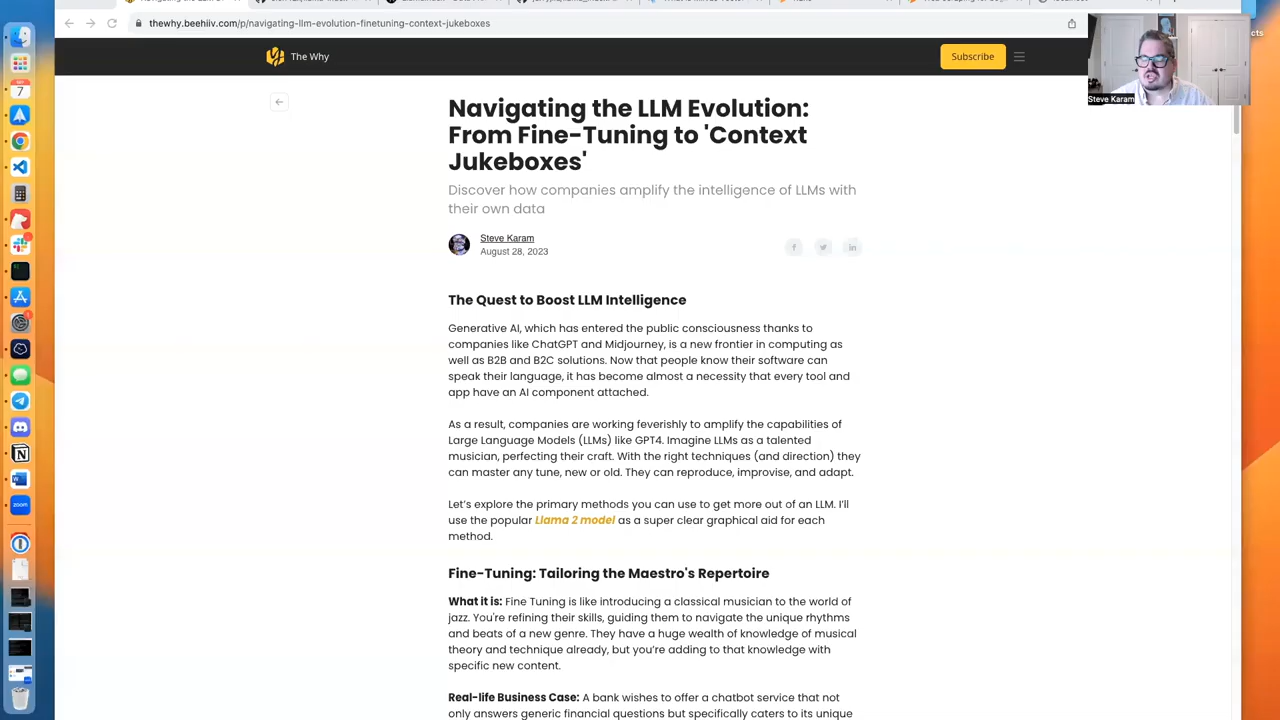 thewhy.beehiiv.com/p/navigating-llm-evolution-finetuning-context-jukeboxes
The Why
Subscribe
Steve Karam
7
Navigating the LLM Evolution:
From Fine-Tuning to 'Context
Jukeboxes'
Discover how companies amplify the intelligence of LLMs with
their own data
Steve Karam
August 28, 2023
The Quest to Boost LLM Intelligence
Generative AI, which has entered the public consciousness thanks to
companies like ChatGPT and Midjourney, is a new frontier in computing as
well as B2B and B2C solutions. Now that people know their software can
speak their language, it has become almost a necessity that every tool and
app have an AI component attached.
As a result, companies are working feverishly to amplify the capabilities of
Large Language Models (LLMs) like GPT4. Imagine LLMs as a talented
musician, perfecting their craft. With the right techniques (and direction) they
can master any tune, new or old. They can reproduce, improvise, and adapt.
Let's explore the primary methods you can use to get more out of an LLM. I'll
use the popular Llama 2 model as a super clear graphical aid for each
method.
Fine-Tuning: Tailoring the Maestro's Repertoire
What it is: Fine Tuning is like introducing a classical musician to the world of
jazz. You're refining their skills, guiding them to navigate the unique rhythms
and beats of a new genre. They have a huge wealth of knowledge of musical
theory and technique already, but you're adding to that knowledge with
specific new content.
Real-life Business Case: A bank wishes to offer a chatbot service that not
only answers generic financial questions but specifically caters to its unique
zoom